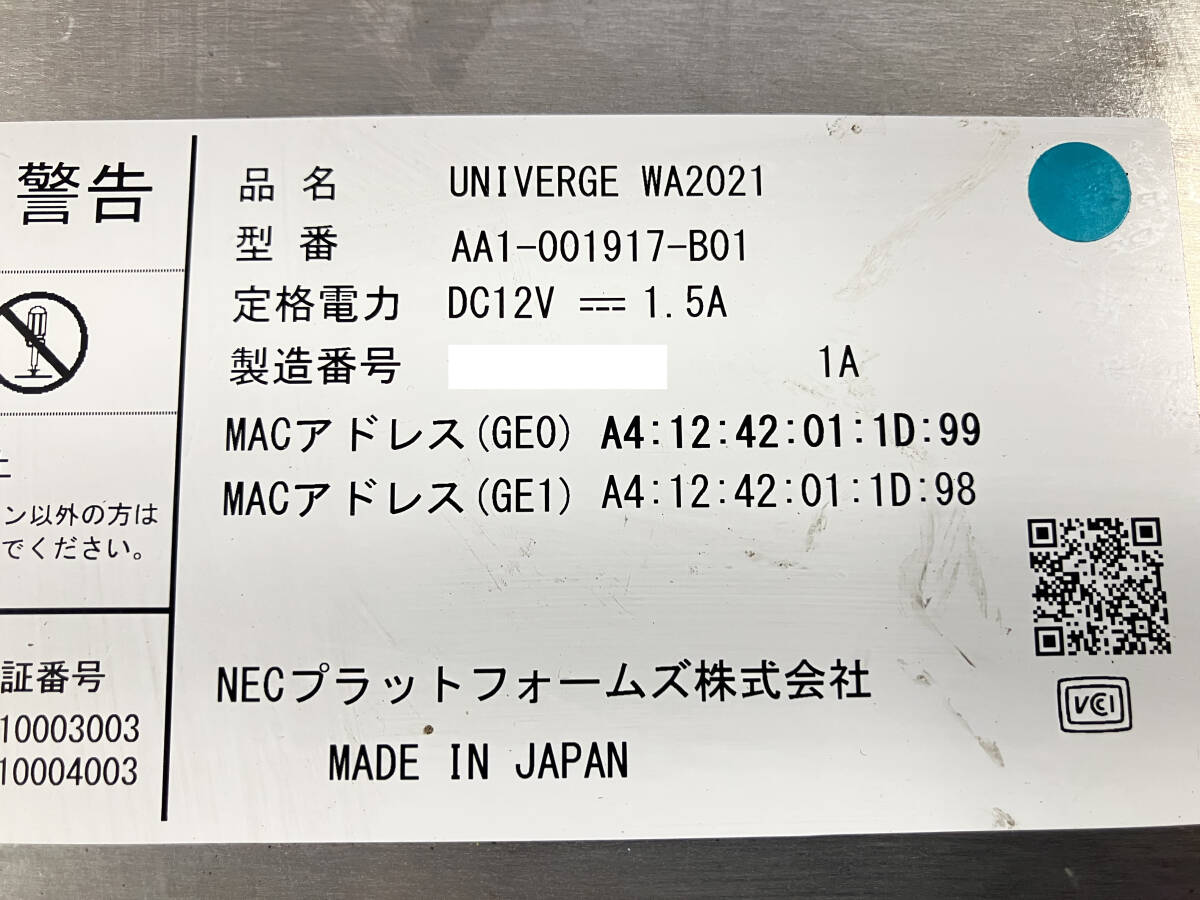 警告
ン以外の方は
でください。
証番号
10003003
10004003
品名 UNIVERGE WA2021
型番 AA1-001917-B01
定格電力 DC12V ⎓ 1.5A
製造番号 1A
MACアドレス(GE0) A4:12:42:01:1D:99
MACアドレス(GE1) A4:12:42:01:1D:98
NECプラットフォームズ株式会社
MADE IN JAPAN
VCCI